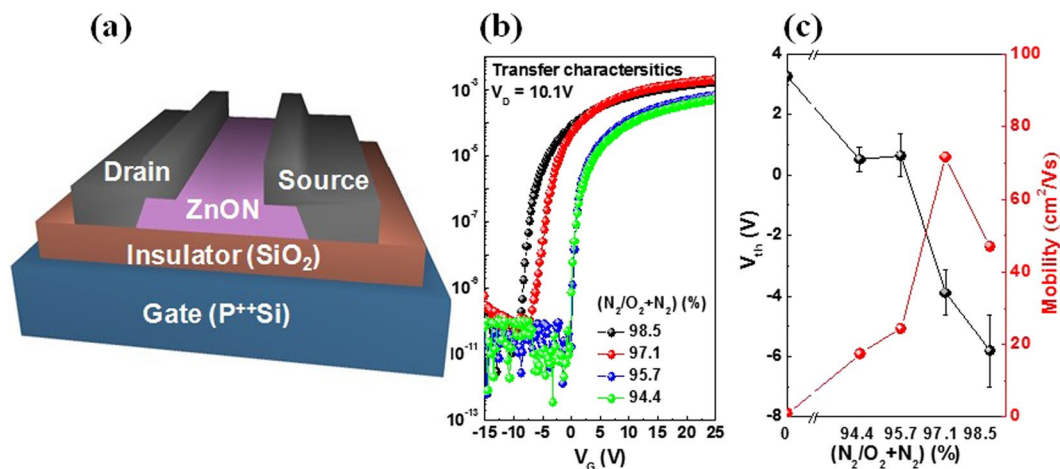 (a)
Drain
Source
ZnON
Insulator (SiO₂)
Gate (P⁺⁺Si)
(b)
Transfer charactersitics
V_D = 10.1V
10⁻³
10⁻⁵
10⁻⁷
10⁻⁹
10⁻¹¹
10⁻¹³
(N₂/O₂+N₂) (%)
98.5
97.1
95.7
94.4
-15 -10 -5 0 5 10 15 20 25
V_G (V)
(c)
V_th (V)
4
2
0
-2
-4
-6
-8
100
80
60
40
20
0
Mobility (cm²/Vs)
0 94.4 95.7 97.1 98.5
(N₂/O₂+N₂) (%)